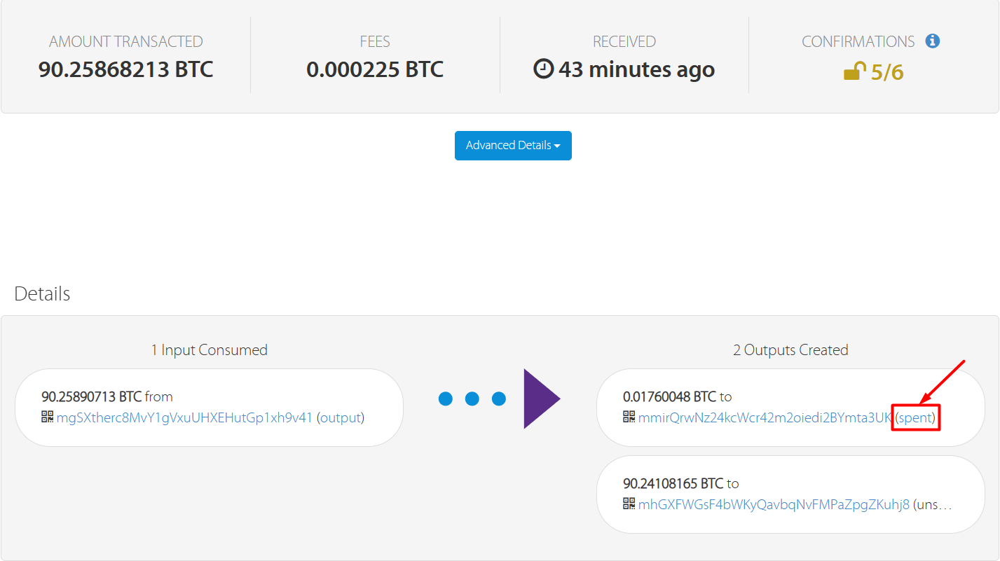 AMOUNT TRANSACTED
90.25868213 BTC
FEES
0.000225 BTC
RECEIVED
43 minutes ago
CONFIRMATIONS
5/6
Advanced Details
Details
1 Input Consumed
90.25890713 BTC from
mgSXtherc8MvY1gVxuUHXEHutGp1xh9v41 (output)
2 Outputs Created
0.01760048 BTC to
mmirQrwNz24kcWcr42m2oiedi2BYmta3UK (spent)
90.24108165 BTC to
mhGXFWGsF4bWKyQavbqNvFMPaZpgZKuhj8 (uns…